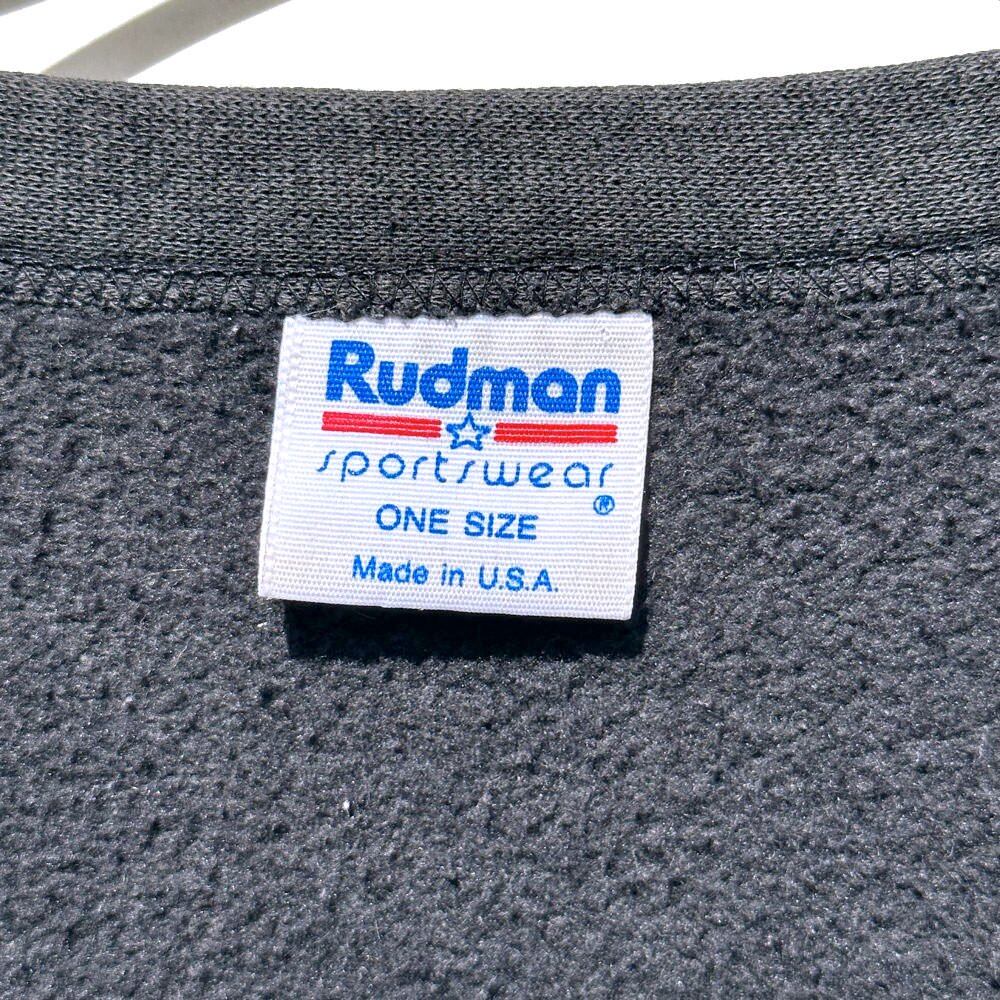 Rudman
sportswear
®
ONE SIZE
Made in U.S.A.